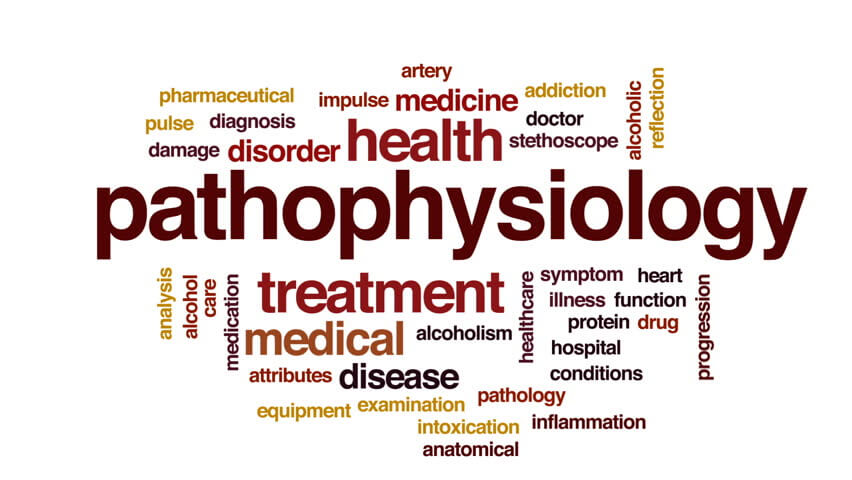 artery
pharmaceutical
impulse
medicine
addiction
alcoholic
reflection
pulse
diagnosis
doctor
damage
disorder
health
stethoscope
pathophysiology
analysis
alcohol
care
medication
treatment
healthcare
symptom
heart
progression
illness
function
medical
alcoholism
protein
drug
hospital
attributes
disease
conditions
equipment
examination
pathology
intoxication
inflammation
anatomical